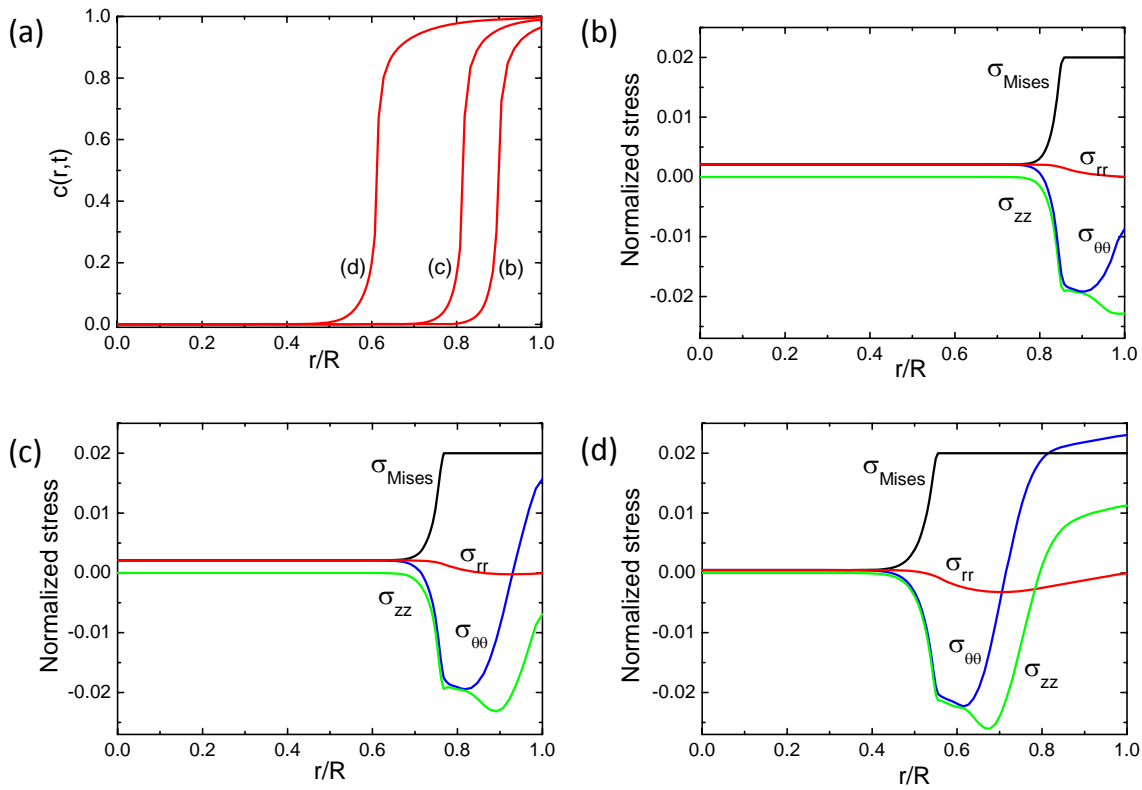 (a)
1.0
0.8
0.6
0.4
0.2
0.0
c(r,t)
(d)
(c)
(b)
0.0 0.2 0.4 0.6 0.8 1.0
r/R
(b)
0.02
0.01
0.00
-0.01
-0.02
Normalized stress
σMises
σrr
σzz
σθθ
0.0 0.2 0.4 0.6 0.8 1.0
r/R
(c)
0.02
0.01
0.00
-0.01
-0.02
Normalized stress
σMises
σrr
σzz
σθθ
0.0 0.2 0.4 0.6 0.8 1.0
r/R
(d)
0.02
0.01
0.00
-0.01
-0.02
Normalized stress
σMises
σrr
σθθ
σzz
0.0 0.2 0.4 0.6 0.8 1.0
r/R